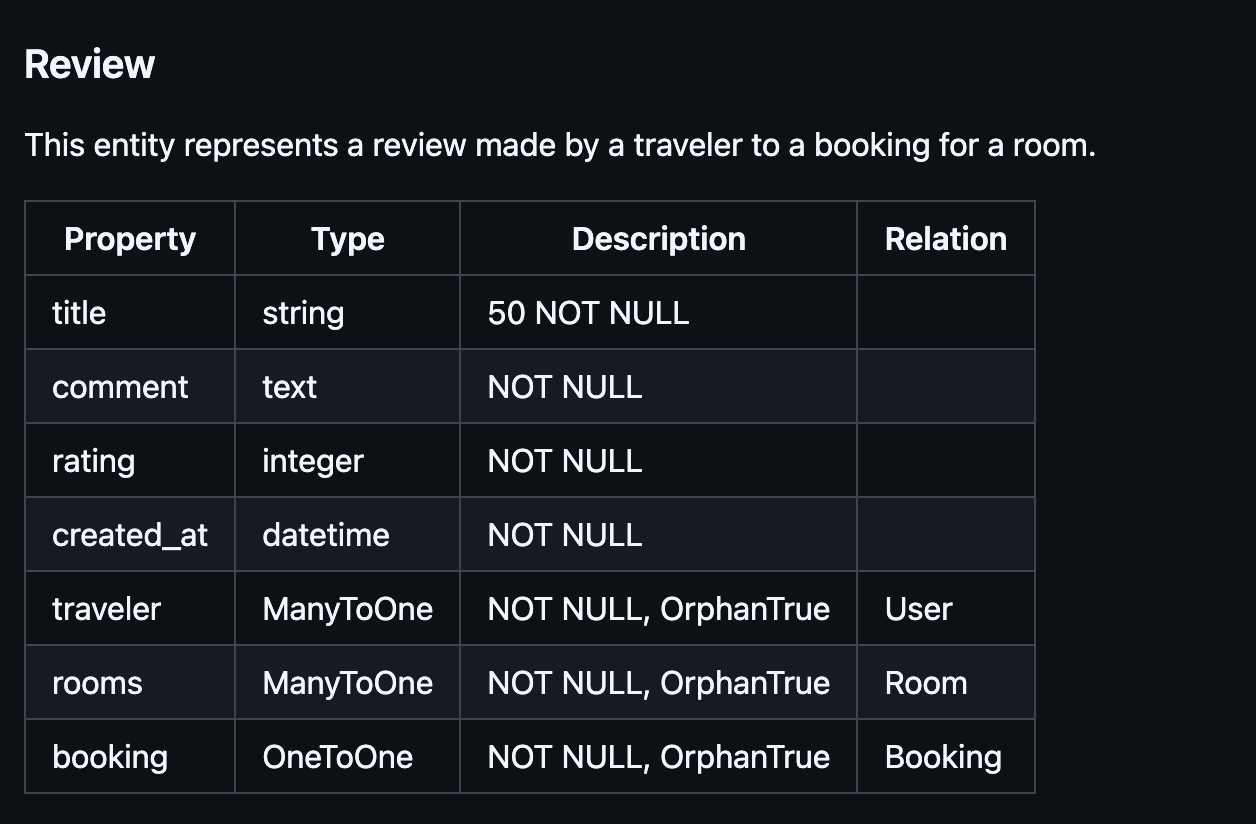 Review
This entity represents a review made by a traveler to a booking for a room.
Property Type Description Relation
title string 50 NOT NULL
comment text NOT NULL
rating integer NOT NULL
created_at datetime NOT NULL
traveler ManyToOne NOT NULL, OrphanTrue User
rooms ManyToOne NOT NULL, OrphanTrue Room
booking OneToOne NOT NULL, OrphanTrue Booking